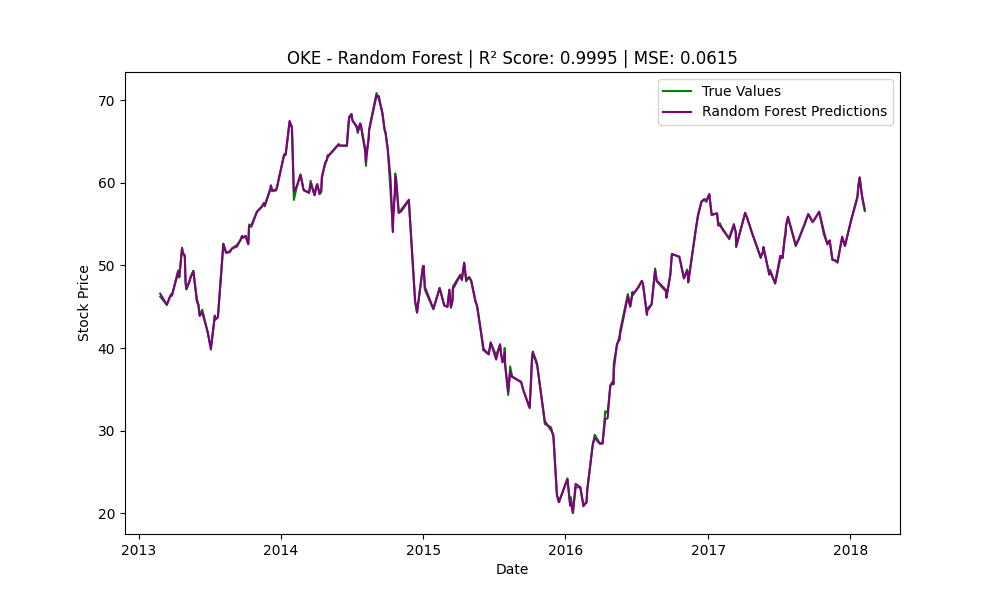 OKE - Random Forest | R² Score: 0.9995 | MSE: 0.0615
True Values
Random Forest Predictions
Stock Price
70
60
50
40
30
20
2013 2014 2015 2016 2017 2018
Date